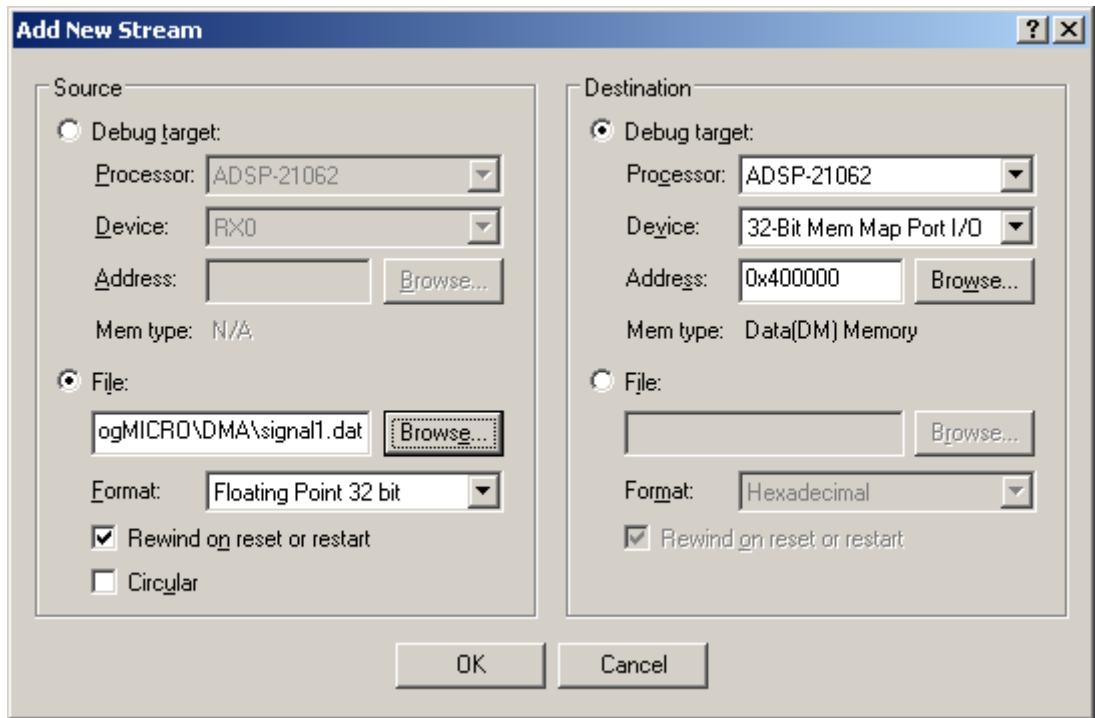 Add New Stream
Source
Debug target:
Processor: ADSP-21062
Device: RX0
Address: Browse...
Mem type: N/A
File:
ogMICRO\DMA\signal1.dat Browse...
Format: Floating Point 32 bit
Rewind on reset or restart
Circular
Destination
Debug target:
Processor: ADSP-21062
Device: 32-Bit Mem Map Port I/O
Address: 0x400000 Browse...
Mem type: Data(DM) Memory
File:
Browse...
Format: Hexadecimal
Rewind on reset or restart
OK Cancel